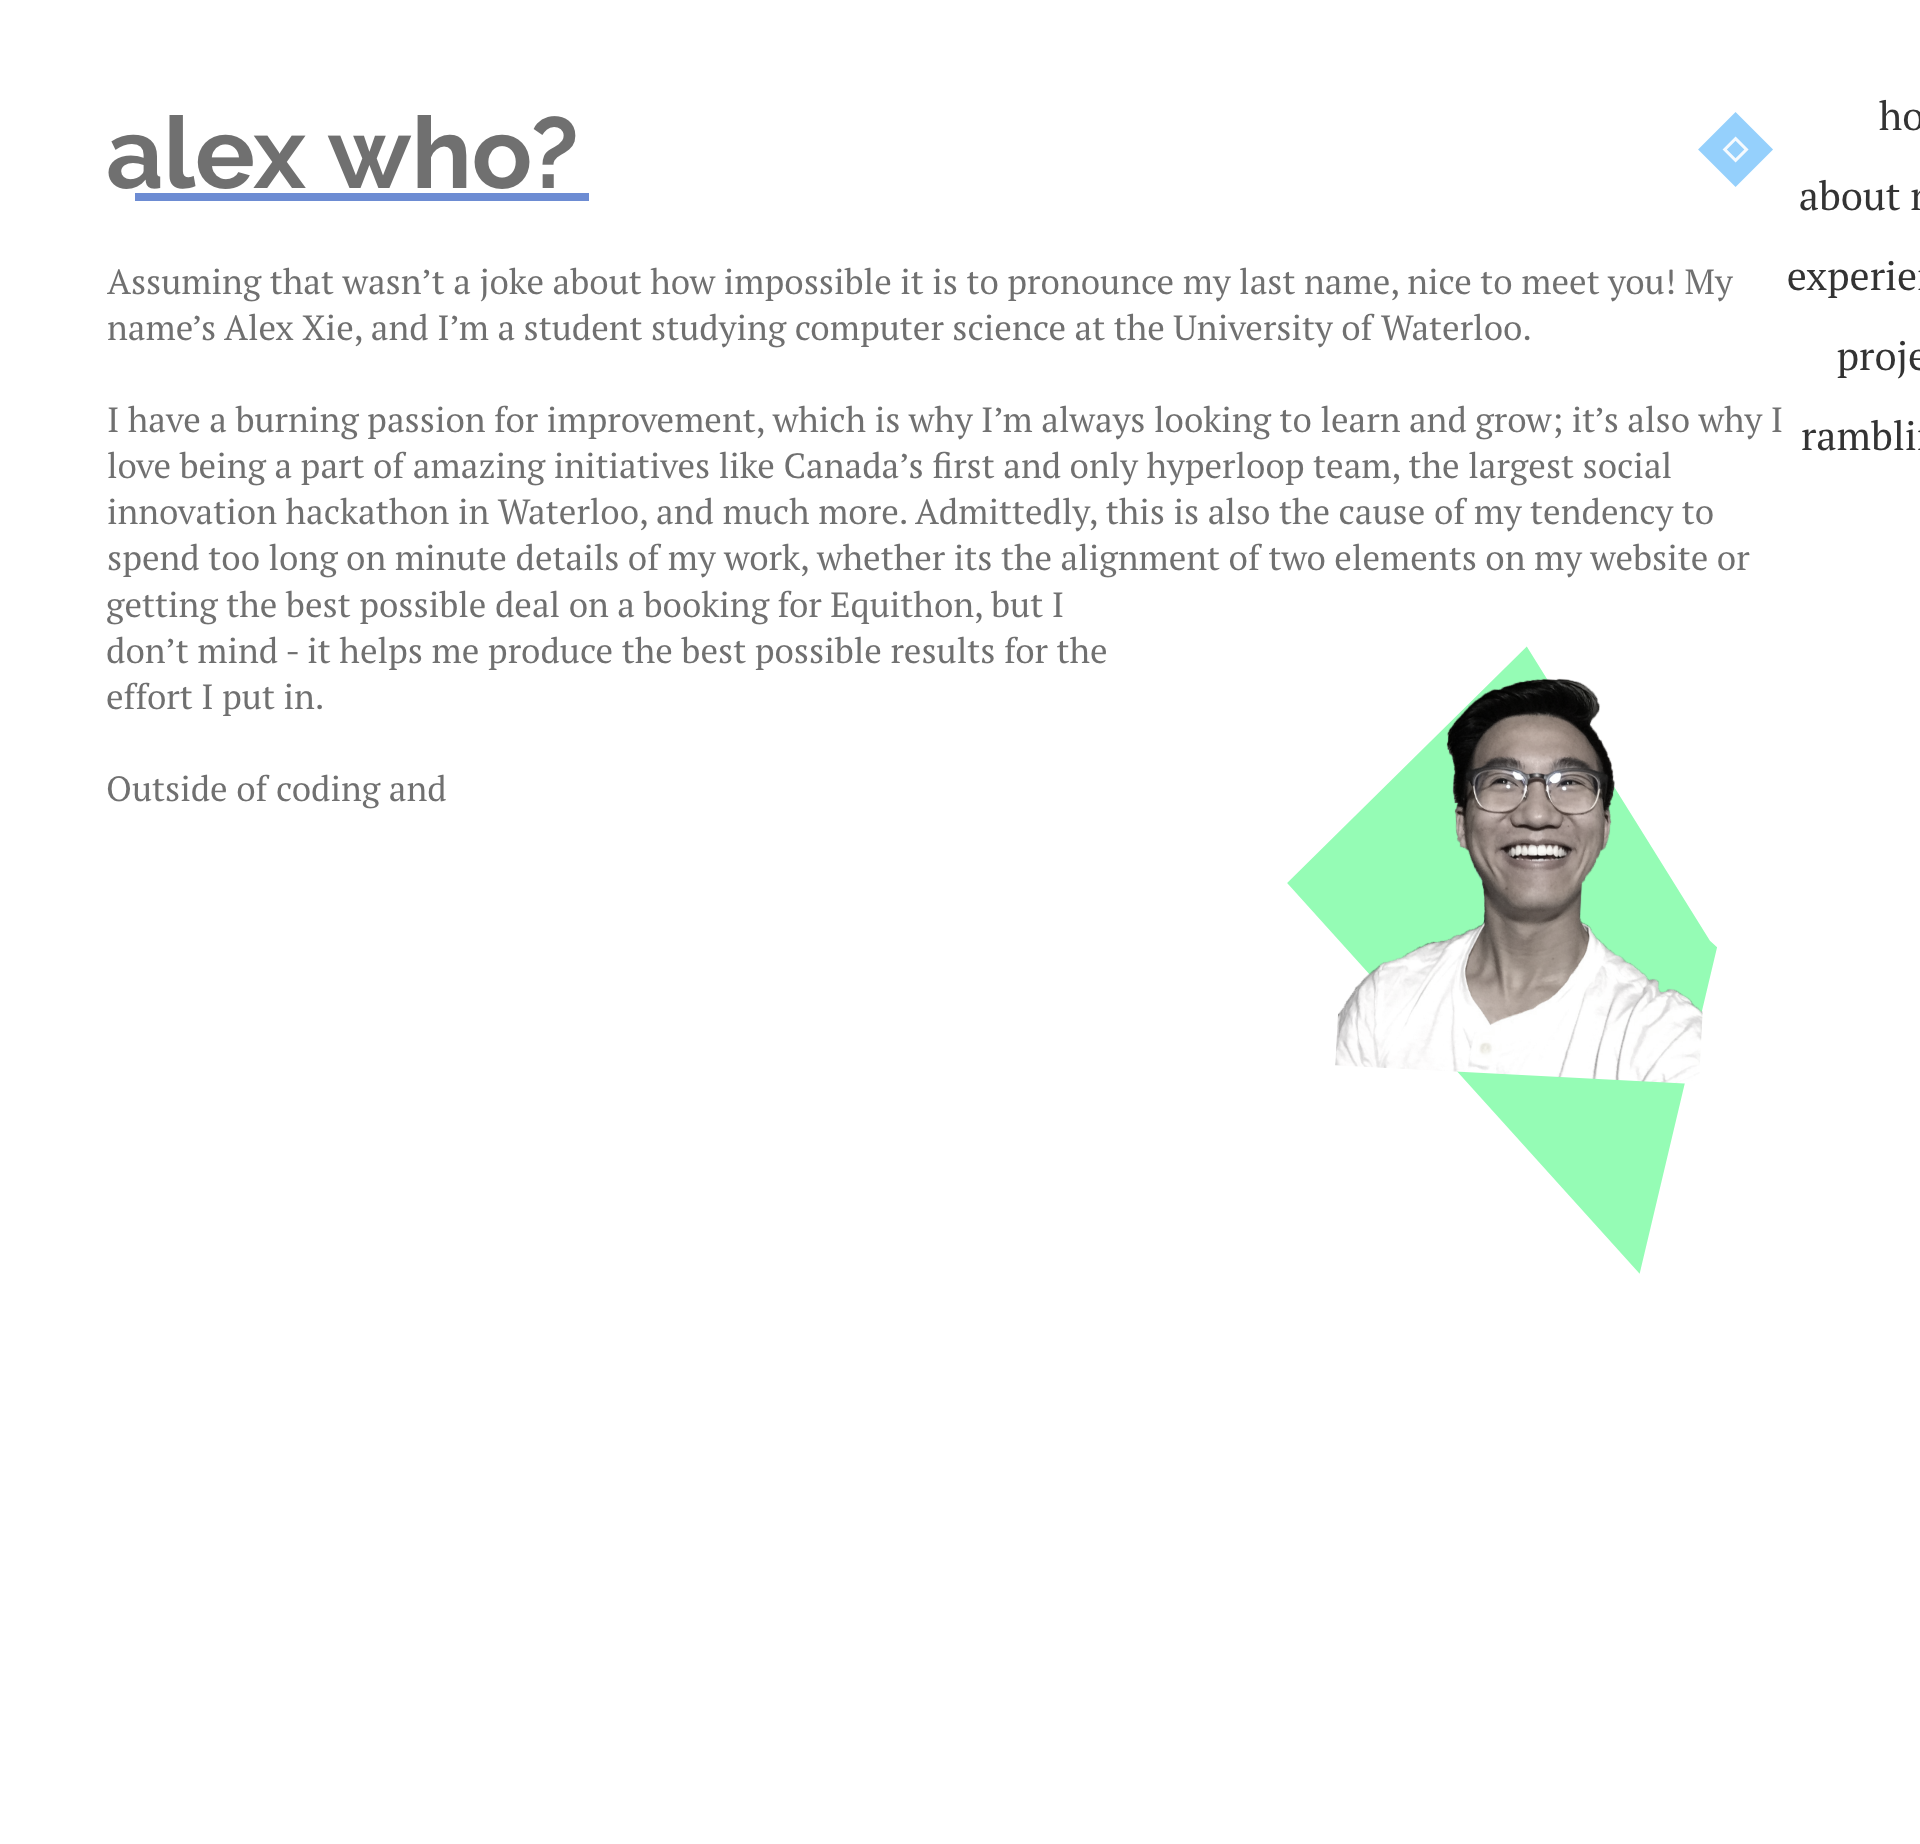 alex who?
Assuming that wasn’t a joke about how impossible it is to pronounce my last name, nice to meet you! My
name’s Alex Xie, and I’m a student studying computer science at the University of Waterloo.
I have a burning passion for improvement, which is why I’m always looking to learn and grow; it’s also why I
love being a part of amazing initiatives like Canada’s first and only hyperloop team, the largest social
innovation hackathon in Waterloo, and much more. Admittedly, this is also the cause of my tendency to
spend too long on minute details of my work, whether its the alignment of two elements on my website or
getting the best possible deal on a booking for Equithon, but I
don’t mind - it helps me produce the best possible results for the
effort I put in.
Outside of coding and
ho
about
experie
proje
rambli